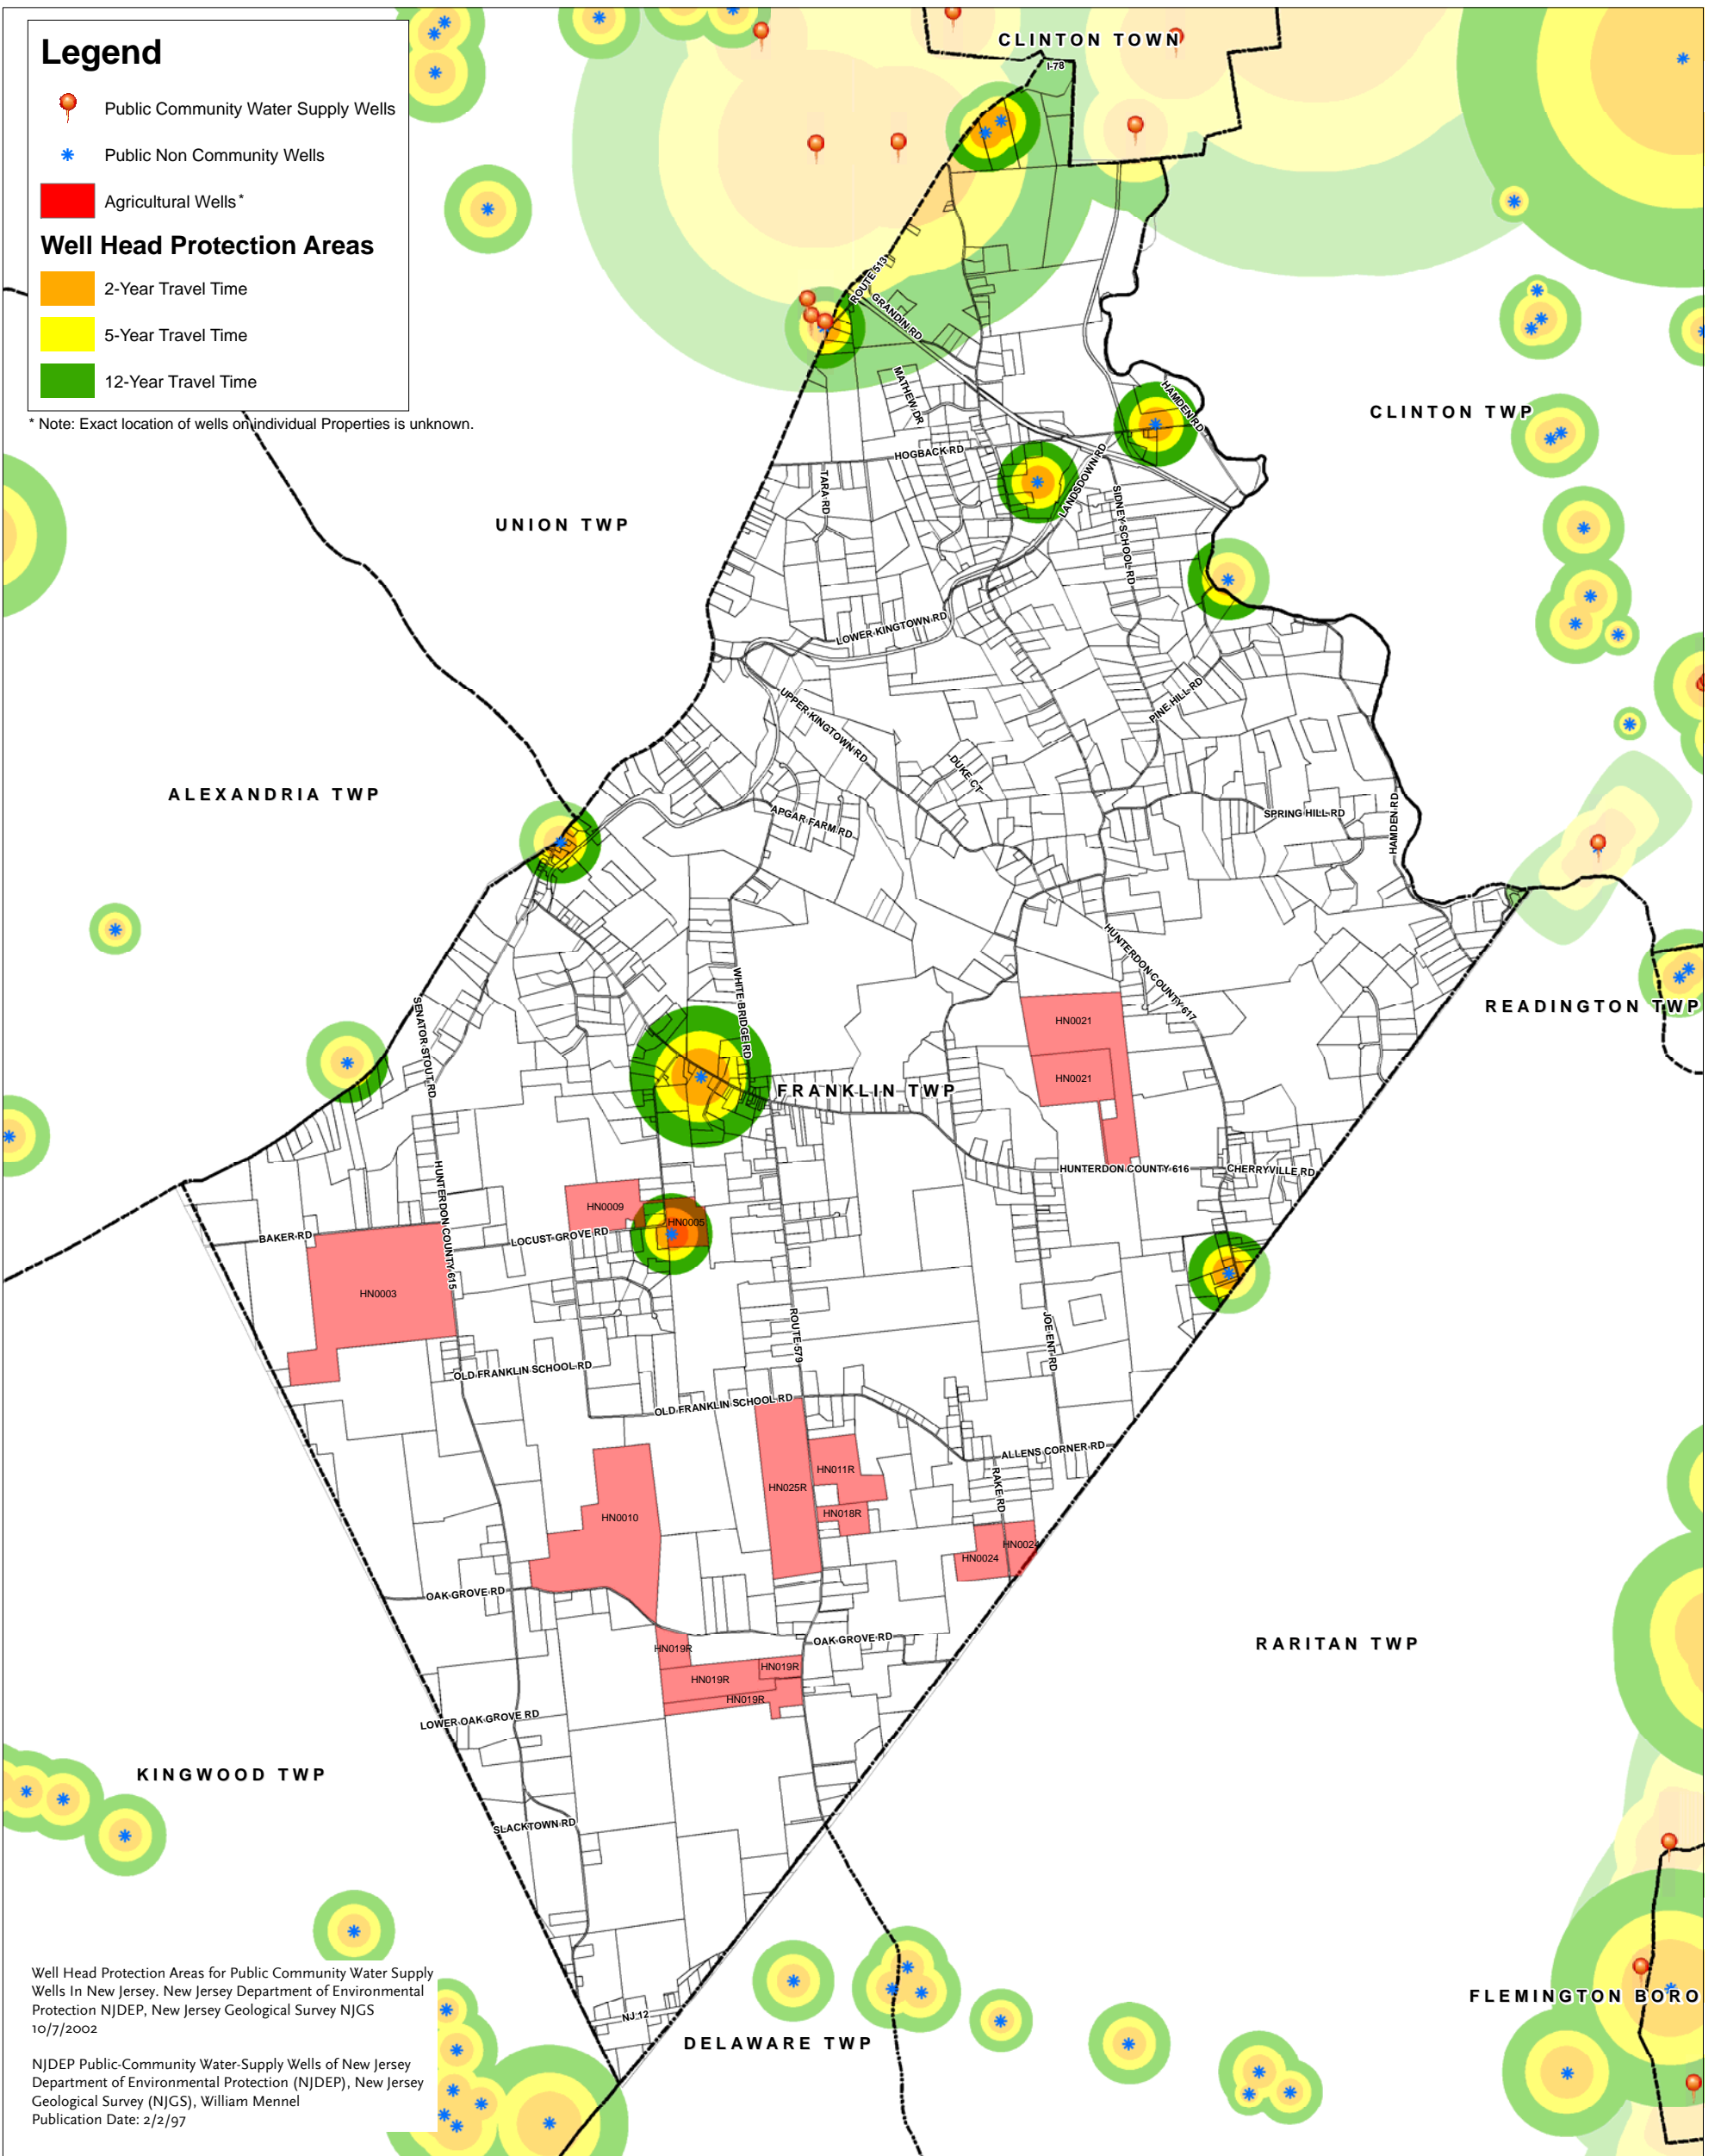 Legend
Public Community Water Supply Wells
Public Non Community Wells
Agricultural Wells*
Well Head Protection Areas
2-Year Travel Time
5-Year Travel Time
12-Year Travel Time
* Note: Exact location of wells on individual Properties is unknown.
CLINTON TOWN
I-78
ROUTE 513
GRANDIN RD
MATHEW DR
HAMDEN RD
CLINTON TWP
HOGBACK RD
LANDSDOWN RD
TARA RD
SIDNEY SCHOOL RD
UNION TWP
LOWER KINGTOWN RD
UPPER KINGTOWN RD
PINE HILL RD
DUKE CT
ALEXANDRIA TWP
APGAR FARM RD
SPRING HILL RD
HAMDEN RD
HUNTERDON COUNTY 617
WHITE BRIDGE RD
SENATOR STOUT RD
READINGTON TWP
HN0021
HN0021
FRANKLIN TWP
HUNTERDON COUNTY 616
CHERRYVILLE RD
HUNTERDON COUNTY 615
HN0009
HN0005
BAKER RD
LOCUST GROVE RD
HN0003
ROUTE 579
JOE ENT RD
OLD FRANKLIN SCHOOL RD
OLD FRANKLIN SCHOOL RD
ALLENS CORNER RD
RAKE RD
HN011R
HN025R
HN018R
HN0010
HN0024
HN0024
OAK GROVE RD
OAK GROVE RD
HN019R
HN019R
HN019R
HN019R
RARITAN TWP
LOWER OAK GROVE RD
KINGWOOD TWP
SLACKTOWN RD
NJ 12
DELAWARE TWP
FLEMINGTON BORO
Well Head Protection Areas for Public Community Water Supply
Wells In New Jersey. New Jersey Department of Environmental
Protection NJDEP, New Jersey Geological Survey NJGS
10/7/2002
NJDEP Public-Community Water-Supply Wells of New Jersey
Department of Environmental Protection (NJDEP), New Jersey
Geological Survey (NJGS), William Mennel
Publication Date: 2/2/97